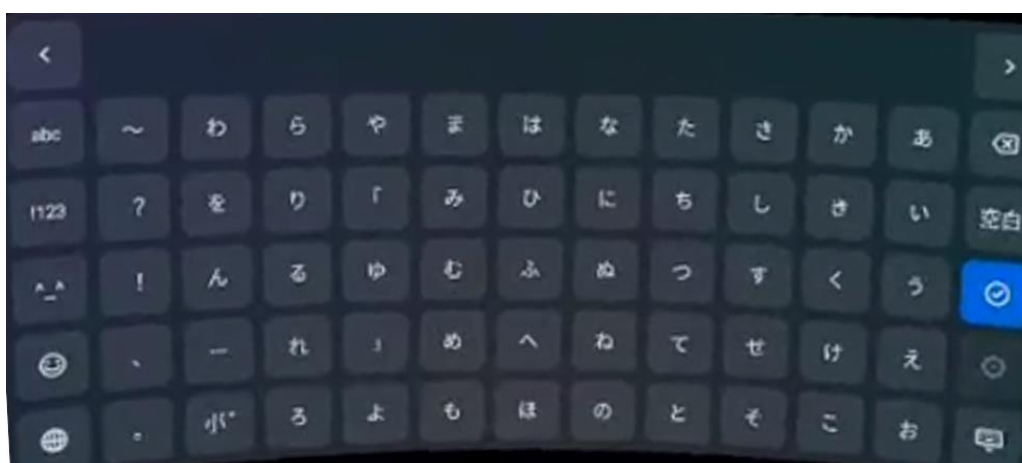 <  >
abc ～ わ ら や ま は な た さ か あ
!123 ? を り 「 み ひ に ち し き い 空白
^_^ ! ん る ゆ む ふ ぬ つ す く う
、 ー れ 」 め へ ね て せ け え
。 小゛゜ ろ よ も ほ の と そ こ お